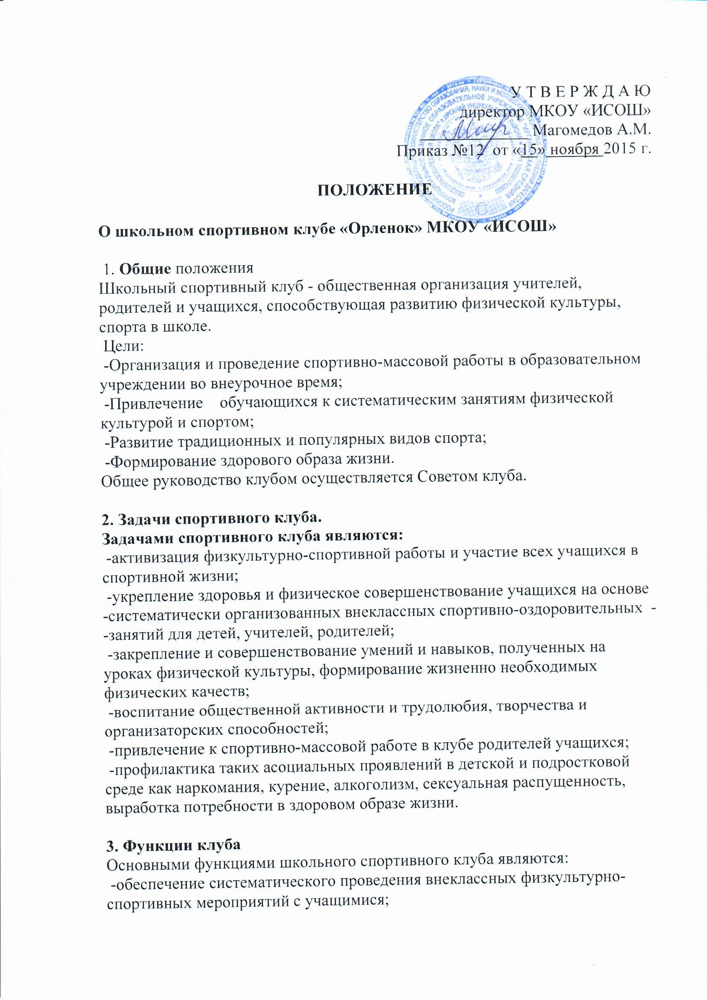 У Т В Е Р Ж Д А Ю
директор МКОУ «ИСОШ»
Магомедов А.М.
Приказ №12 от «15» ноября 2015 г.
ПОЛОЖЕНИЕ
О школьном спортивном клубе «Орленок» МКОУ «ИСОШ»
1. Общие положения
Школьный спортивный клуб - общественная организация учителей,
родителей и учащихся, способствующая развитию физической культуры,
спорта в школе.
Цели:
-Организация и проведение спортивно-массовой работы в образовательном
учреждении во внеурочное время;
-Привлечение обучающихся к систематическим занятиям физической
культурой и спортом;
-Развитие традиционных и популярных видов спорта;
-Формирование здорового образа жизни.
Общее руководство клубом осуществляется Советом клуба.
2. Задачи спортивного клуба.
Задачами спортивного клуба являются:
-активизация физкультурно-спортивной работы и участие всех учащихся в
спортивной жизни;
-укрепление здоровья и физическое совершенствование учащихся на основе
-систематически организованных внеклассных спортивно-оздоровительных -
-занятий для детей, учителей, родителей;
-закрепление и совершенствование умений и навыков, полученных на
уроках физической культуры, формирование жизненно необходимых
физических качеств;
-воспитание общественной активности и трудолюбия, творчества и
организаторских способностей;
-привлечение к спортивно-массовой работе в клубе родителей учащихся;
-профилактика таких асоциальных проявлений в детской и подростковой
среде как наркомания, курение, алкоголизм, сексуальная распущенность,
выработка потребности в здоровом образе жизни.
3. Функции клуба
Основными функциями школьного спортивного клуба являются:
-обеспечение систематического проведения внеклассных физкультурно-
спортивных мероприятий с учащимися;